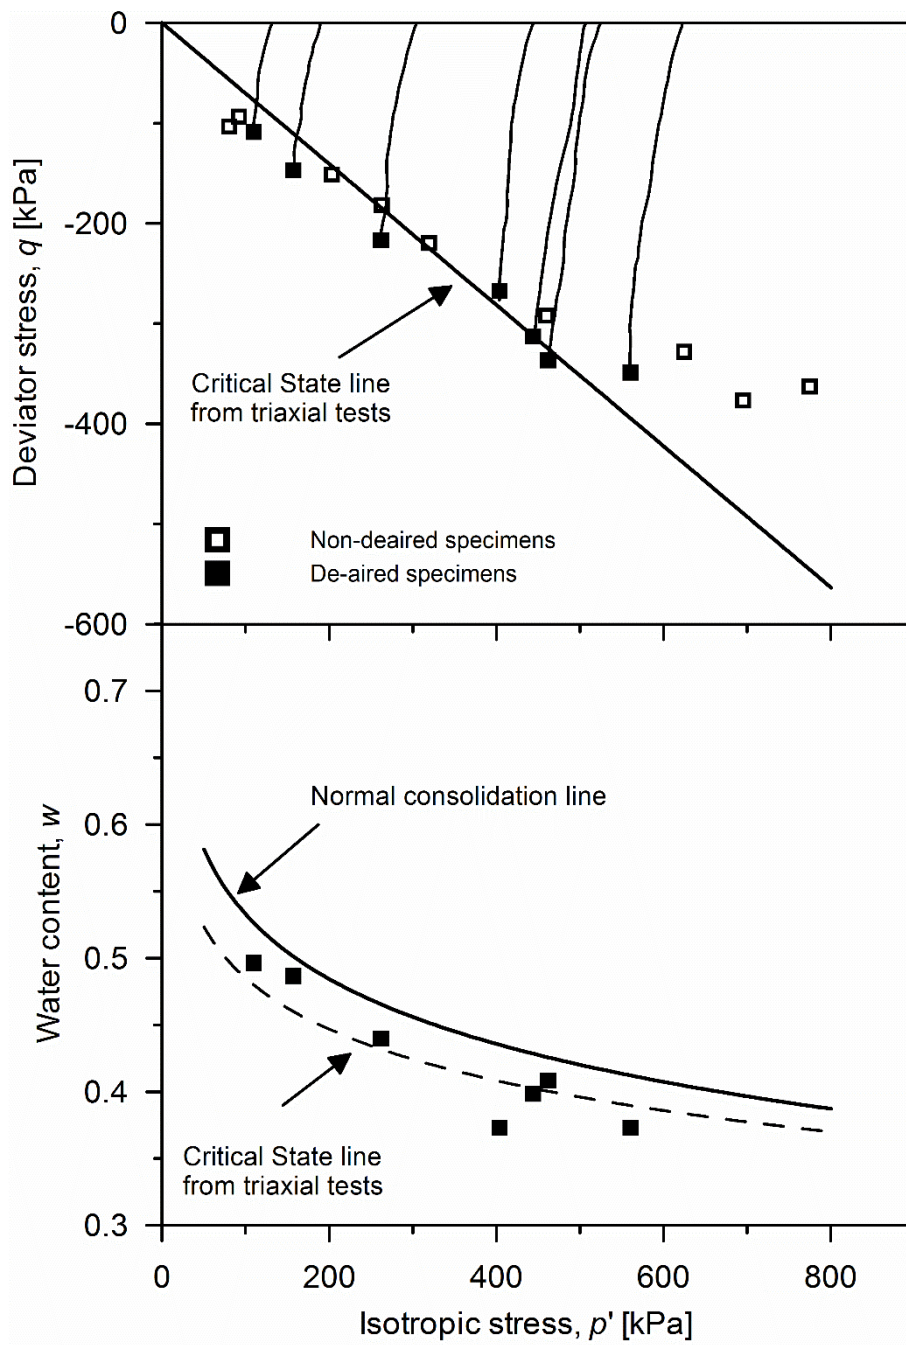 0
-200
-400
-600
Deviator stress, q [kPa]
Critical State line
from triaxial tests
Non-deaired specimens
De-aired specimens
0.7
0.6
0.5
0.4
0.3
Water content, w
Normal consolidation line
Critical State line
from triaxial tests
0 200 400 600 800
Isotropic stress, p' [kPa]